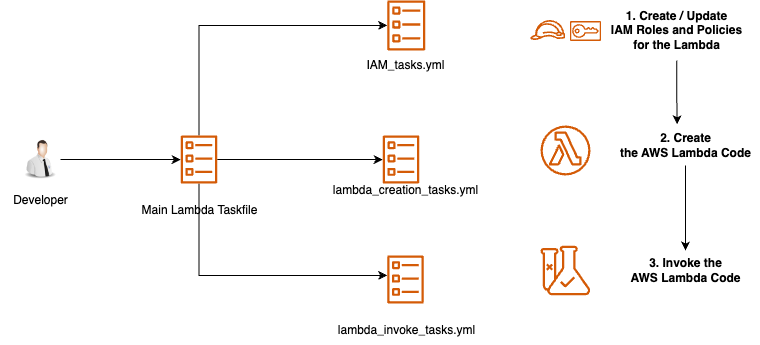 1. Create / Update
IAM Roles and Policies
for the Lambda
IAM_tasks.yml
2. Create
the AWS Lambda Code
lambda_creation_tasks.yml
Developer
Main Lambda Taskfile
3. Invoke the
AWS Lambda Code
lambda_invoke_tasks.yml